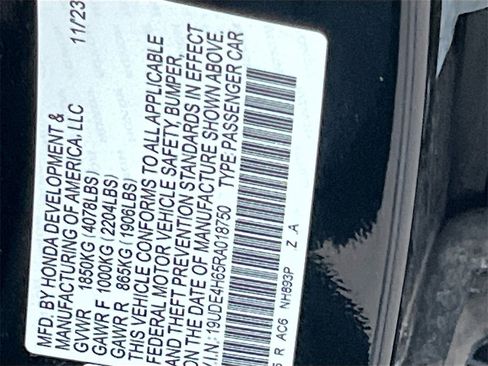 MFD. BY HONDA DEVELOPMENT & 11/23
MANUFACTURING OF AMERICA, LLC
GVWR 1850KG (4078LBS)
GAWR F 1000KG (2204LBS)
GAWR R 865KG (1906LBS)
THIS VEHICLE CONFORMS TO ALL APPLICABLE
FEDERAL MOTOR VEHICLE SAFETY, BUMPER,
AND THEFT PREVENTION STANDARDS IN EFFECT
ON THE DATE OF MANUFACTURE SHOWN ABOVE.
V.I.N.: 19UDE4H65RA018750 TYPE:PASSENGER CAR
R AC6 NH893P Z A